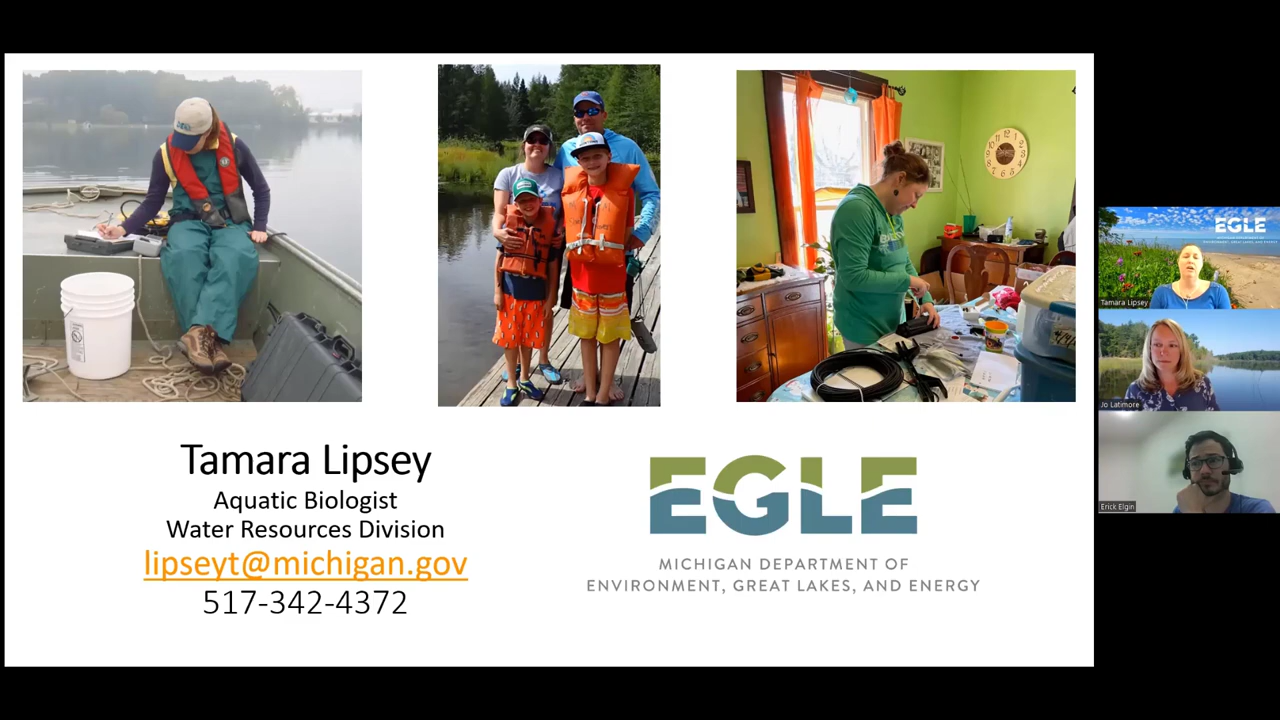 Tamara Lipsey
Aquatic Biologist
Water Resources Division
lipseyt@michigan.gov
517-342-4372
EGLE
MICHIGAN DEPARTMENT OF
ENVIRONMENT, GREAT LAKES, AND ENERGY
EGLE
Tamara Lipsey
Jo Latimore
Erick Elgin